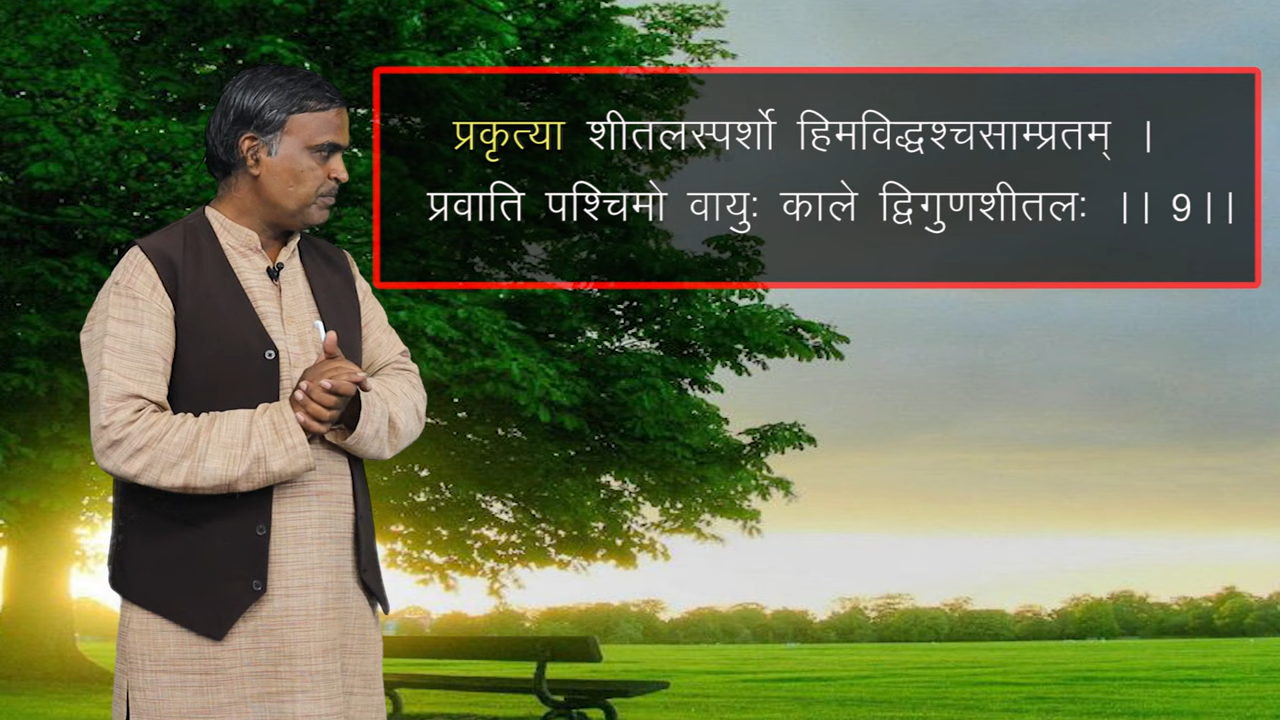 प्रकृत्या शीतलस्पर्शो हिमविद्धश्चसाम्प्रतम् ।
प्रवाति पश्चिमो वायुः काले द्विगुणशीतलः ।। 9।।